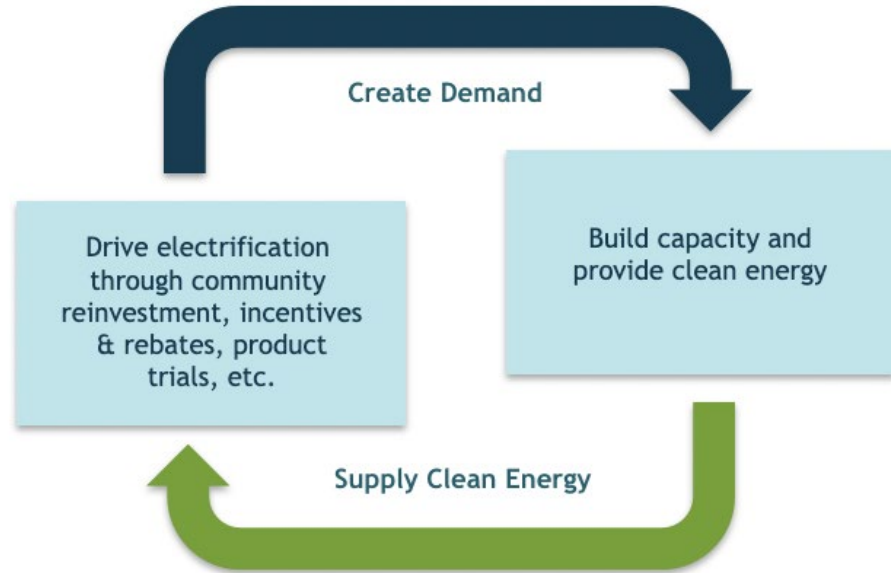 Create Demand
Drive electrification
through community
reinvestment, incentives
& rebates, product
trials, etc.
Build capacity and
provide clean energy
Supply Clean Energy